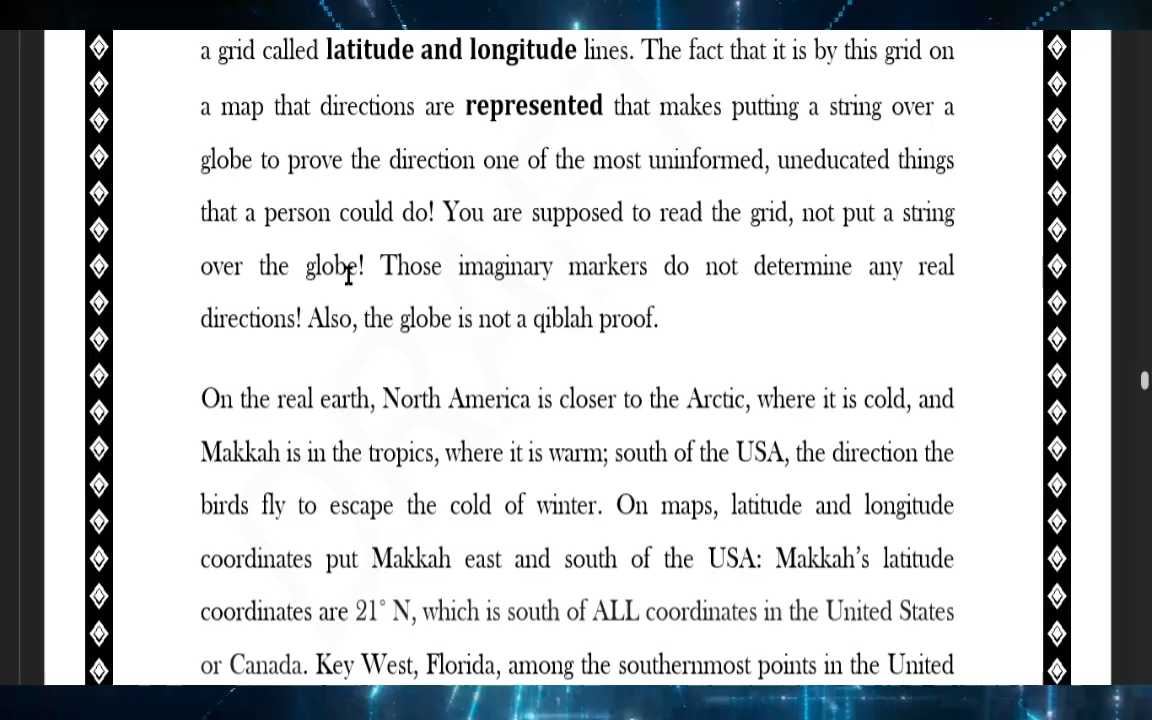 a grid called latitude and longitude lines. The fact that it is by this grid on
a map that directions are represented that makes putting a string over a
globe to prove the direction one of the most uninformed, uneducated things
that a person could do! You are supposed to read the grid, not put a string
over the globe! Those imaginary markers do not determine any real
directions! Also, the globe is not a qiblah proof.
On the real earth, North America is closer to the Arctic, where it is cold, and
Makkah is in the tropics, where it is warm; south of the USA, the direction the
birds fly to escape the cold of winter. On maps, latitude and longitude
coordinates put Makkah east and south of the USA: Makkah’s latitude
coordinates are 21° N, which is south of ALL coordinates in the United States
or Canada. Key West, Florida, among the southernmost points in the United
DRAFT